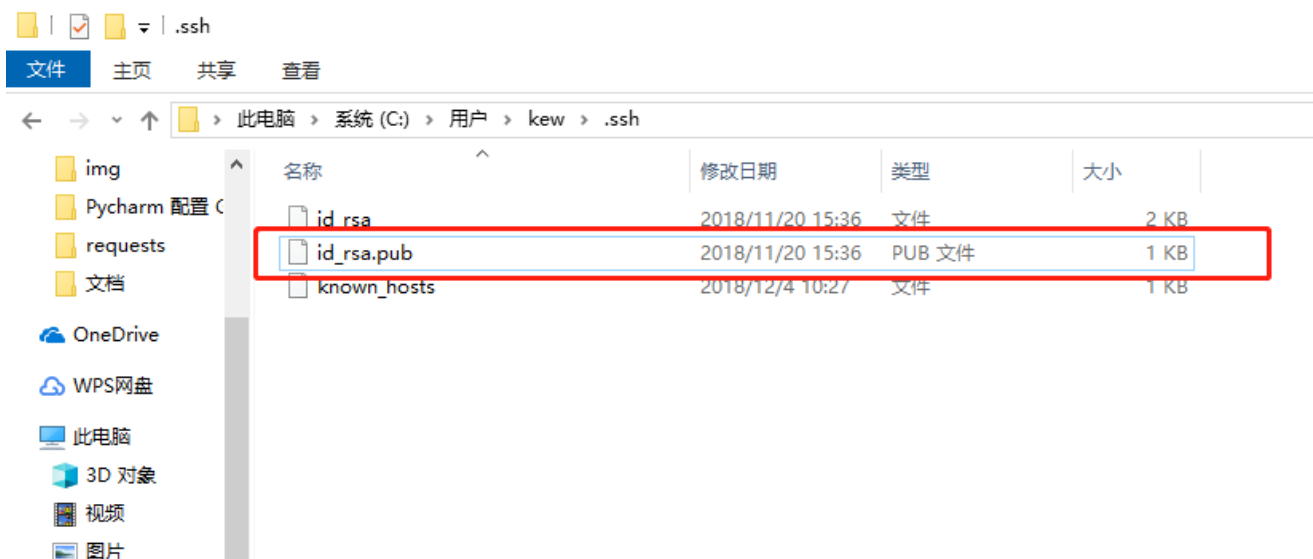 .ssh
文件 主页 共享 查看
此电脑 › 系统 (C:) › 用户 › kew › .ssh
img
Pycharm 配置
requests
文档
OneDrive
WPS网盘
此电脑
3D 对象
视频
图片
名称 修改日期 类型 大小
id_rsa 2018/11/20 15:36 文件 2 KB
id_rsa.pub 2018/11/20 15:36 PUB 文件 1 KB
known_hosts 2018/12/4 10:27 文件 1 KB